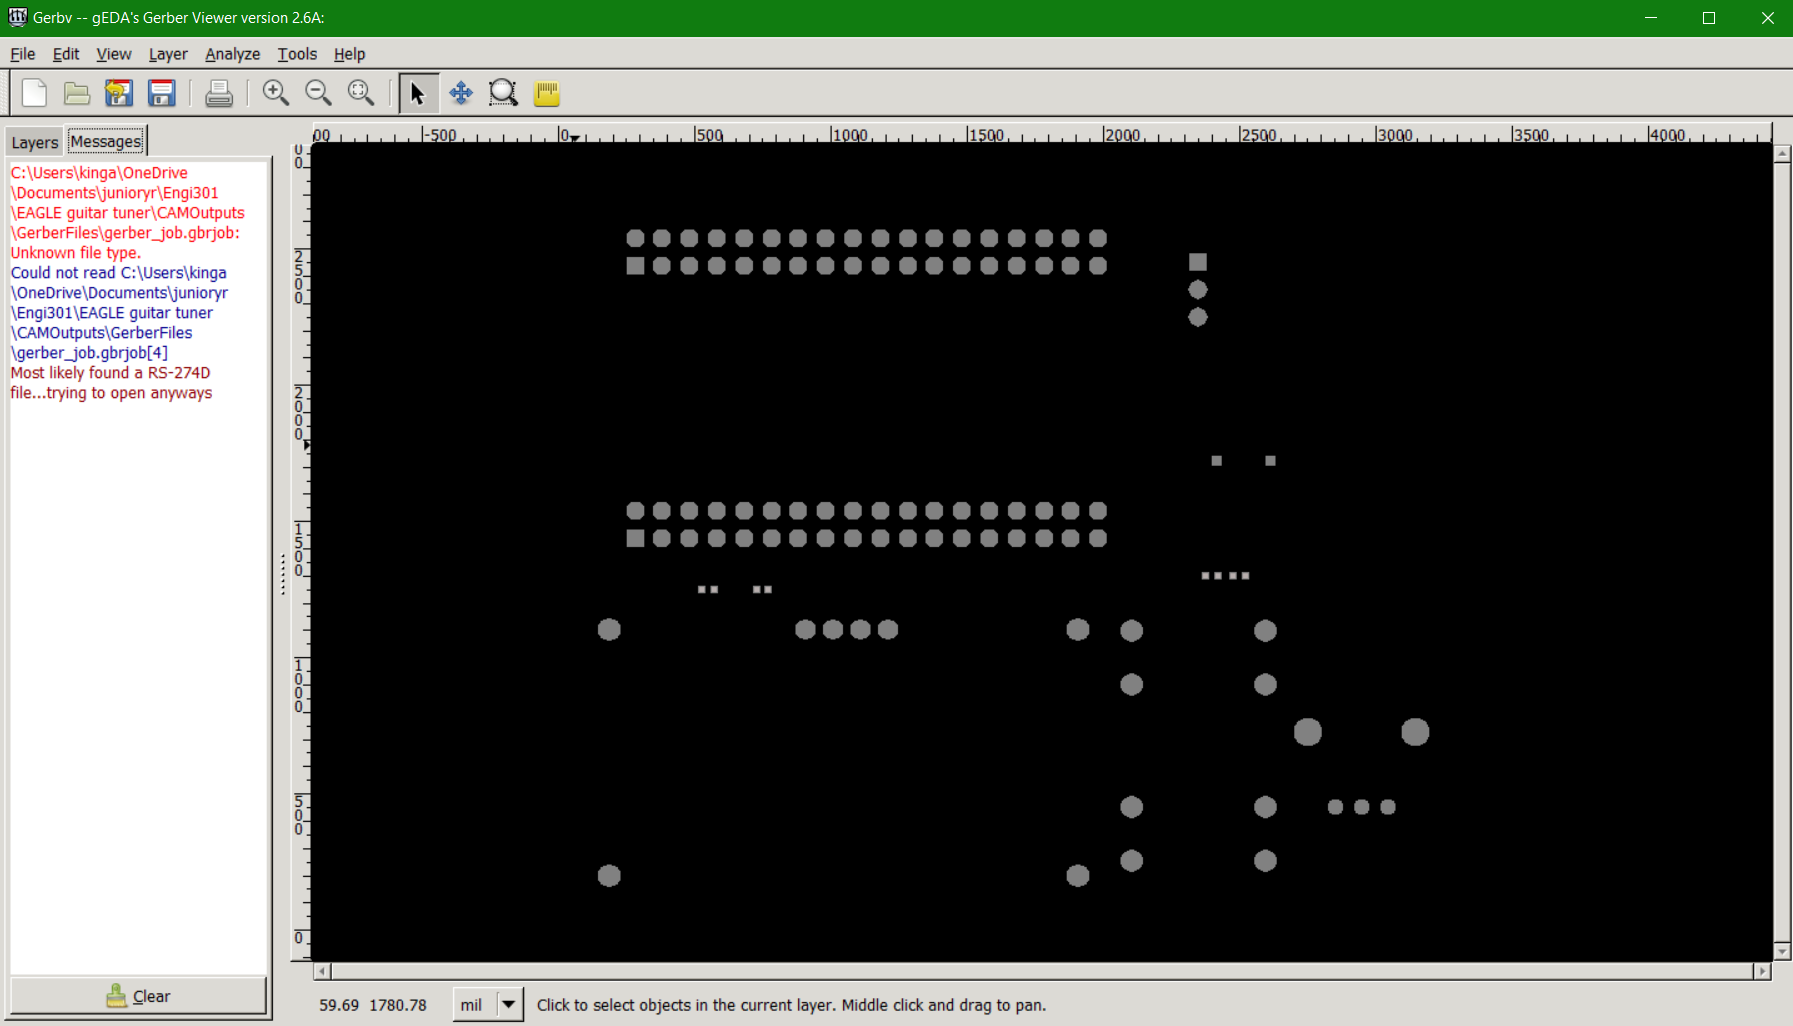 Gerbv -- gEDA's Gerber Viewer version 2.6A:
File Edit View Layer Analyze Tools Help
Layers Messages
00 -500 0 500 1000 1500 2000 2500 3000 3500 4000
C:\Users\kinga\OneDrive
\Documents\junioryr\Engi301
\EAGLE guitar tuner\CAMOutputs
\GerberFiles\gerber_job.gbrjob:
Unknown file type.
Could not read C:\Users\kinga
\OneDrive\Documents\junioryr
\Engi301\EAGLE guitar tuner
\CAMOutputs\GerberFiles
\gerber_job.gbrjob[4]
Most likely found a RS-274D
file...trying to open anyways
0
0
2500
2000
1500
1000
500
0
Clear
59.69 1780.78 mil Click to select objects in the current layer. Middle click and drag to pan.